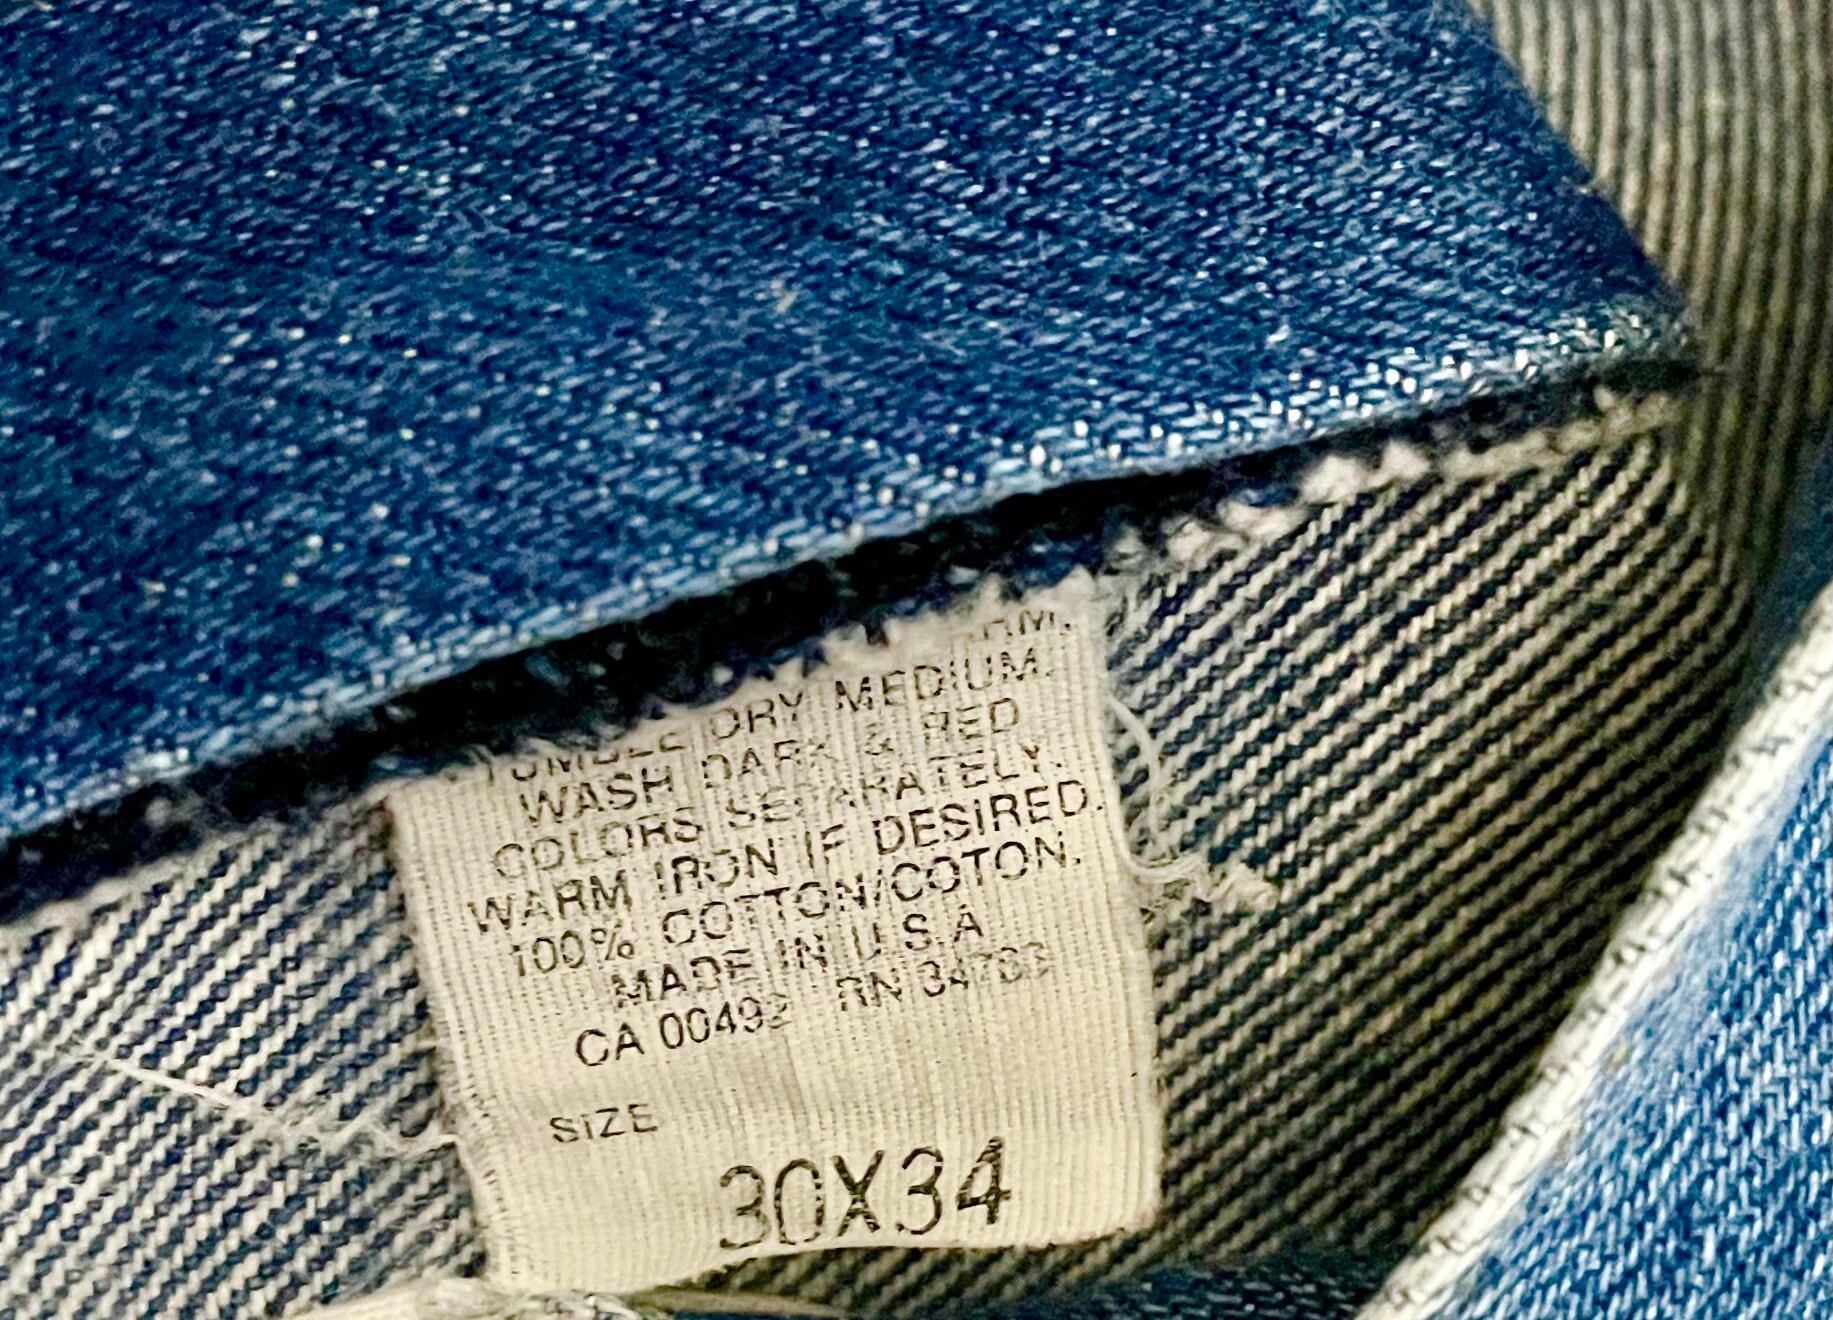 TUMBLE DRY MEDIUM.
WASH DARK & RED
COLORS SEPARATELY.
WARM IRON IF DESIRED.
100% COTTON/COTON.
MADE IN U.S.A
CA 00492 RN
SIZE
30X34